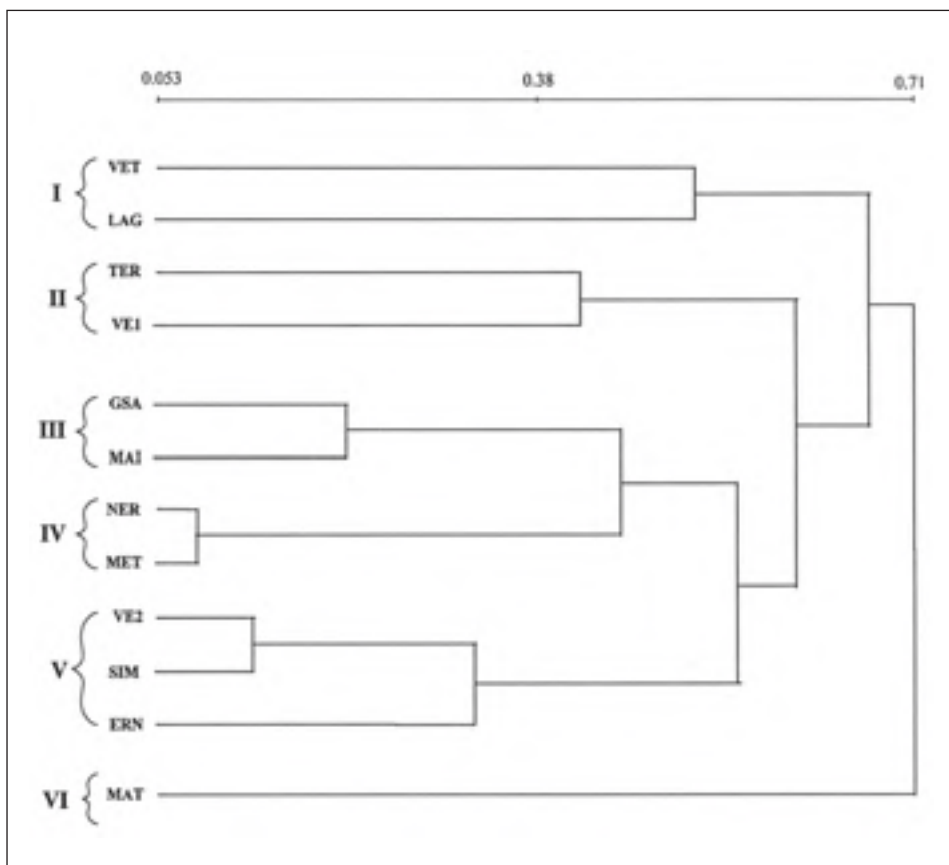 0.053 0.38 0.71
I VET
LAG
II TER
VE1
III GSA
MAI
IV NER
MET
V VE2
SIM
ERN
VI MAT